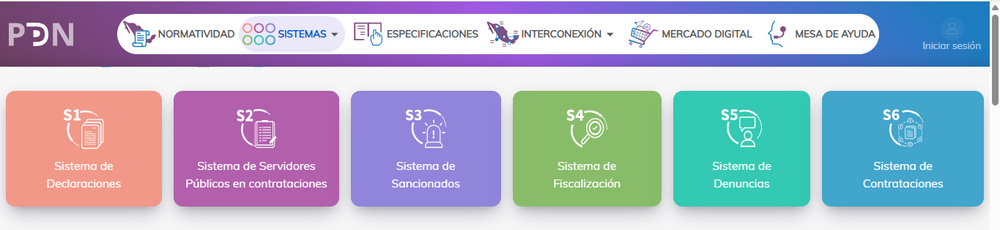 PDN
NORMATIVIDAD
SISTEMAS
ESPECIFICACIONES
INTERCONEXIÓN
MERCADO DIGITAL
MESA DE AYUDA
Iniciar sesión
S1
Sistema de
Declaraciones
S2
Sistema de Servidores
Públicos en contrataciones
S3
Sistema de
Sancionados
S4
Sistema de
Fiscalización
S5
Sistema de
Denuncias
S6
Sistema de
Contrataciones